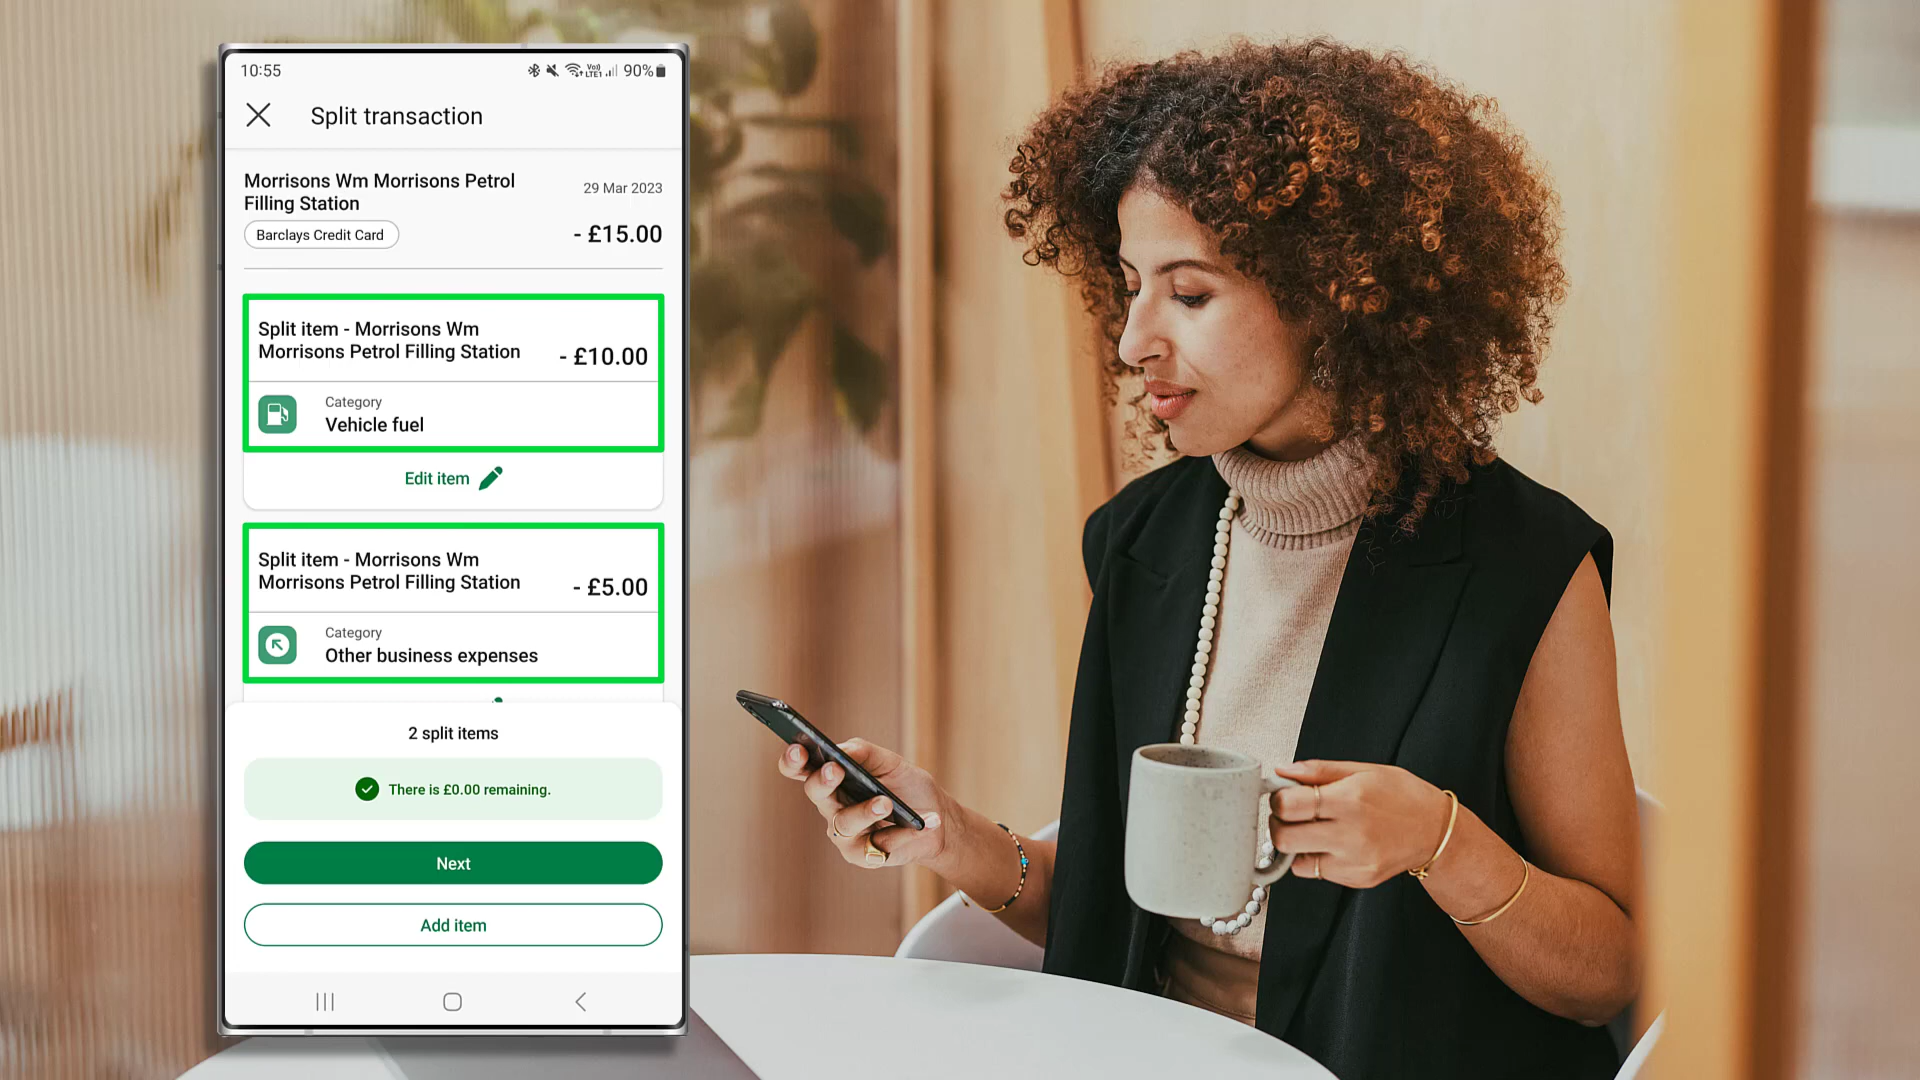 10:55
Vo) LTE1 90%
Split transaction
Morrisons Wm Morrisons Petrol
Filling Station
29 Mar 2023
Barclays Credit Card
- £15.00
Split item - Morrisons Wm
Morrisons Petrol Filling Station
- £10.00
Category
Vehicle fuel
Edit item
Split item - Morrisons Wm
Morrisons Petrol Filling Station
- £5.00
Category
Other business expenses
2 split items
There is £0.00 remaining.
Next
Add item